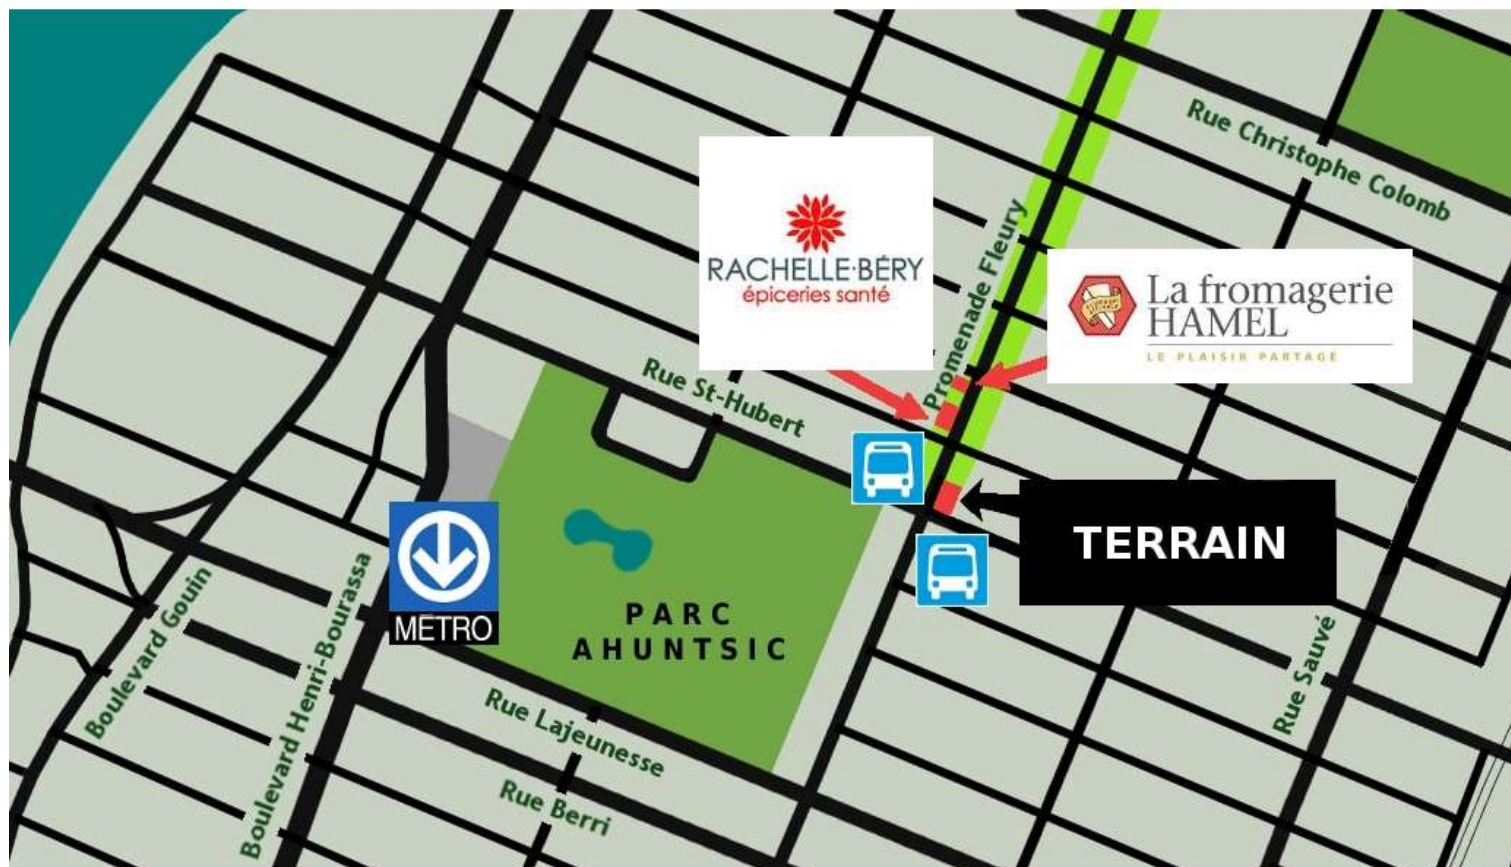 Rue Christophe Colomb
RACHELLE·BÉRY
épiceries santé
Promenade Fleury
La fromagerie
HAMEL
LE PLAISIR PARTAGÉ
Rue St-Hubert
TERRAIN
MÉTRO
PARC
AHUNTSIC
Boulevard Gouin
Boulevard Henri-Bourassa
Rue Lajeunesse
Rue Berri
Rue Sauvé